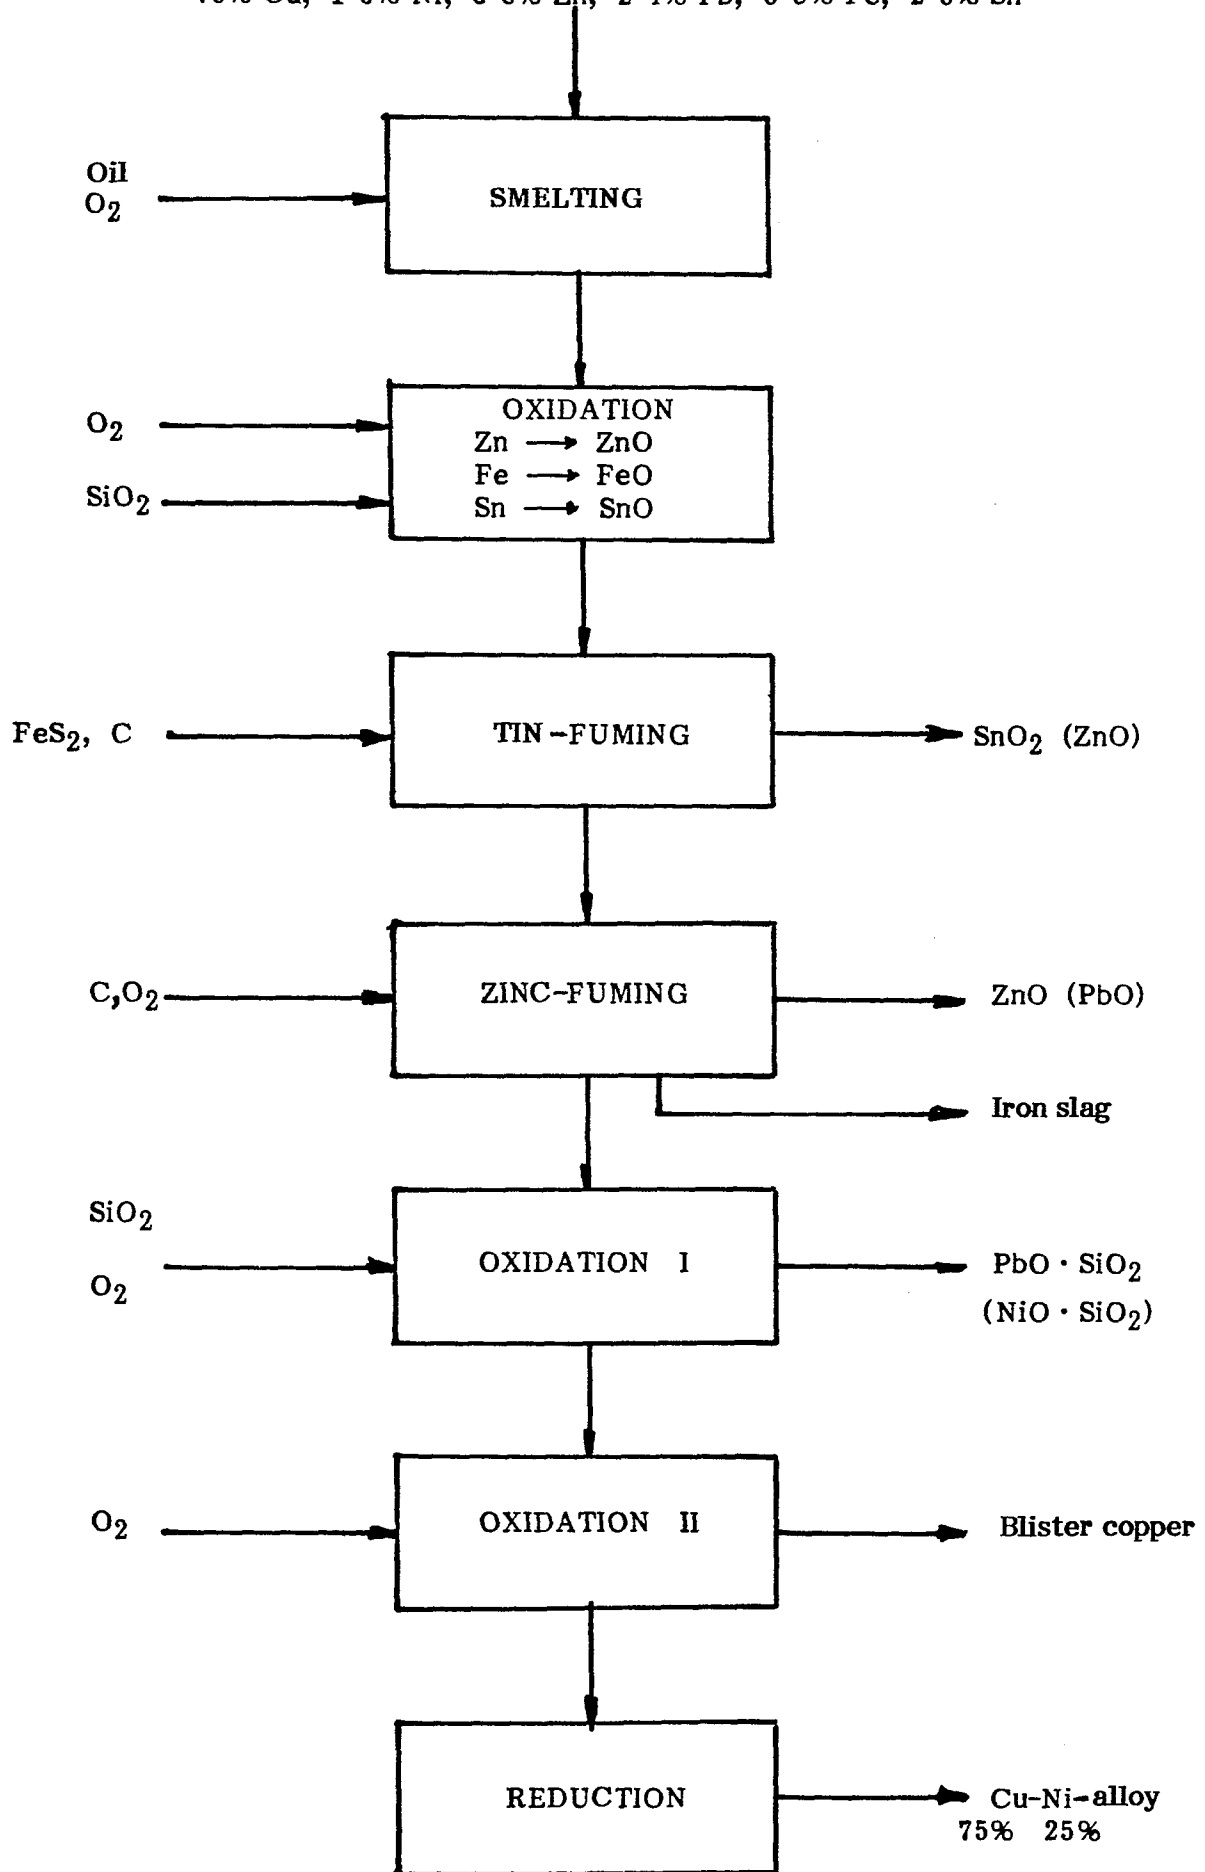 Oil
O2
SMELTING
O2
SiO2
OXIDATION
Zn → ZnO
Fe → FeO
Sn → SnO
FeS2, C
TIN-FUMING
SnO2 (ZnO)
C,O2
ZINC-FUMING
ZnO (PbO)
Iron slag
SiO2
O2
OXIDATION I
PbO · SiO2
(NiO · SiO2)
O2
OXIDATION II
Blister copper
REDUCTION
Cu-Ni-alloy
75% 25%